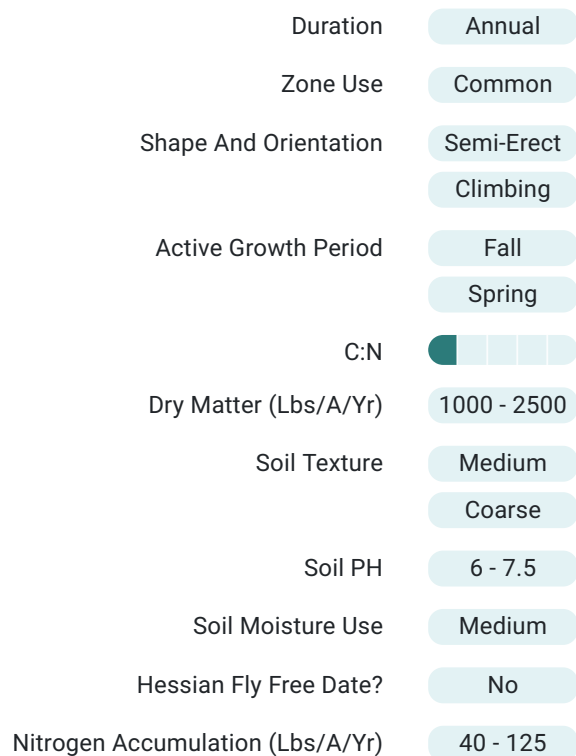 Duration Annual
Zone Use Common
Shape And Orientation Semi-Erect
Climbing
Active Growth Period Fall
Spring
C:N
Dry Matter (Lbs/A/Yr) 1000 - 2500
Soil Texture Medium
Coarse
Soil PH 6 - 7.5
Soil Moisture Use Medium
Hessian Fly Free Date? No
Nitrogen Accumulation (Lbs/A/Yr) 40 - 125